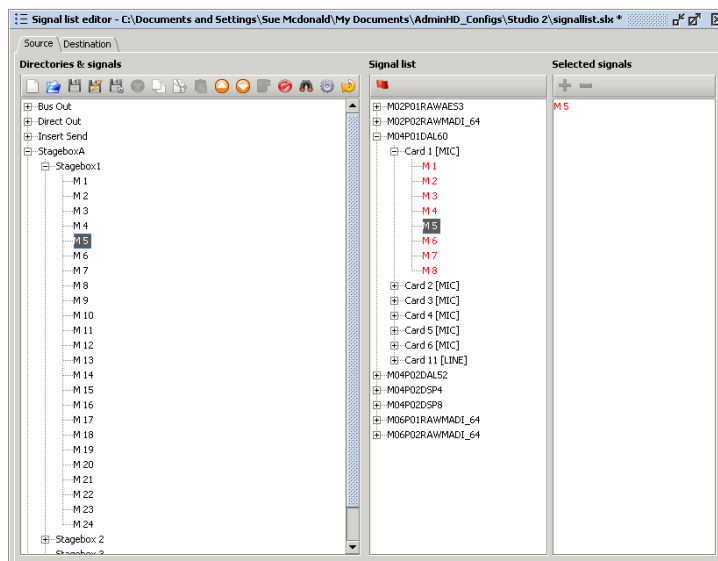 Signal list editor - C:\Documents and Settings\Sue Mcdonald\My Documents\AdminHD_Configs\Studio 2\signallist.slx *
Source
Destination
Directories & signals
Bus Out
Direct Out
Insert Send
StageboxA
Stagebox1
M 1
M 2
M 3
M 4
M 5
M 6
M 7
M 8
M 9
M 10
M 11
M 12
M 13
M 14
M 15
M 16
M 17
M 18
M 19
M 20
M 21
M 22
M 23
M 24
Stagebox 2
Stagebox 3
Signal list
M02P01RAWAES3
M02P02RAWMADI_64
M04P01DAL60
Card 1 [MIC]
M 1
M 2
M 3
M 4
M 5
M 6
M 7
M 8
Card 2 [MIC]
Card 3 [MIC]
Card 4 [MIC]
Card 5 [MIC]
Card 6 [MIC]
Card 11 [LINE]
M04P02DAL52
M04P02DSP4
M04P02DSP8
M06P01RAWMADI_64
M06P02RAWMADI_64
Selected signals
M 5